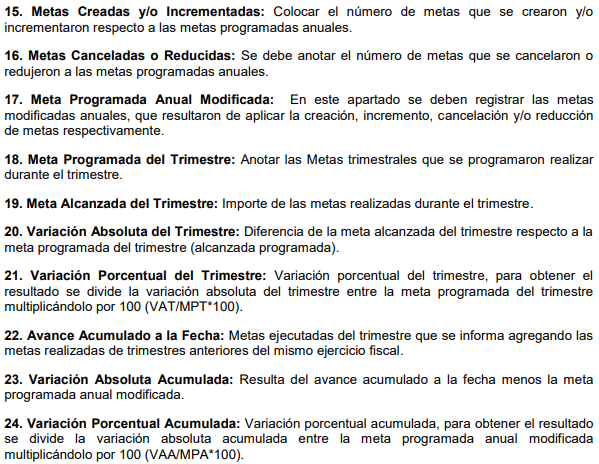 15. Metas Creadas y/o Incrementadas: Colocar el número de metas que se crearon y/o
incrementaron respecto a las metas programadas anuales.
16. Metas Canceladas o Reducidas: Se debe anotar el número de metas que se cancelaron o
redujeron a las metas programadas anuales.
17. Meta Programada Anual Modificada: En este apartado se deben registrar las metas
modificadas anuales, que resultaron de aplicar la creación, incremento, cancelación y/o reducción
de metas respectivamente.
18. Meta Programada del Trimestre: Anotar las Metas trimestrales que se programaron realizar
durante el trimestre.
19. Meta Alcanzada del Trimestre: Importe de las metas realizadas durante el trimestre.
20. Variación Absoluta del Trimestre: Diferencia de la meta alcanzada del trimestre respecto a la
meta programada del trimestre (alcanzada programada).
21. Variación Porcentual del Trimestre: Variación porcentual del trimestre, para obtener el
resultado se divide la variación absoluta del trimestre entre la meta programada del trimestre
multiplicándolo por 100 (VAT/MPT*100).
22. Avance Acumulado a la Fecha: Metas ejecutadas del trimestre que se informa agregando las
metas realizadas de trimestres anteriores del mismo ejercicio fiscal.
23. Variación Absoluta Acumulada: Resulta del avance acumulado a la fecha menos la meta
programada anual modificada.
24. Variación Porcentual Acumulada: Variación porcentual acumulada, para obtener el resultado
se divide la variación absoluta acumulada entre la meta programada anual modificada
multiplicándolo por 100 (VAA/MPA*100).